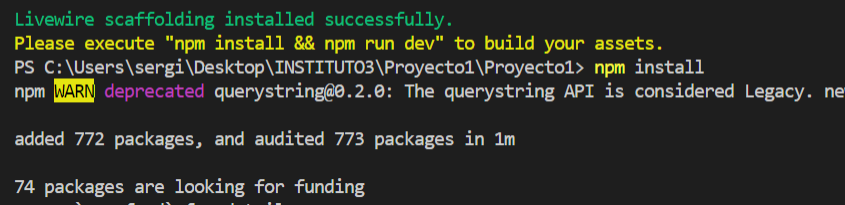 Livewire scaffolding installed successfully.
Please execute "npm install && npm run dev" to build your assets.
PS C:\Users\sergi\Desktop\INSTITUTO3\Proyecto1\Proyecto1> npm install
npm WARN deprecated querystring@0.2.0: The querystring API is considered Legacy. ne
added 772 packages, and audited 773 packages in 1m
74 packages are looking for funding